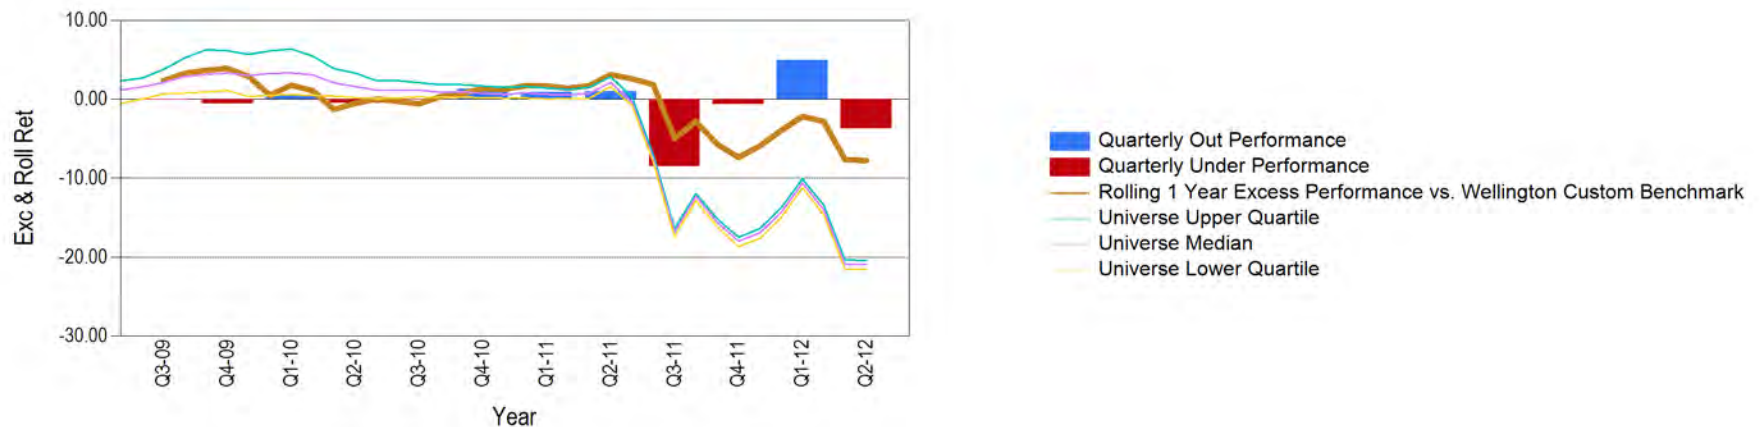 10.00
0.00
-10.00
-20.00
-30.00
Exc & Roll Ret
Q3-09
Q4-09
Q1-10
Q2-10
Q3-10
Q4-10
Q1-11
Q2-11
Q3-11
Q4-11
Q1-12
Q2-12
Year
Quarterly Out Performance
Quarterly Under Performance
Rolling 1 Year Excess Performance vs. Wellington Custom Benchmark
Universe Upper Quartile
Universe Median
Universe Lower Quartile